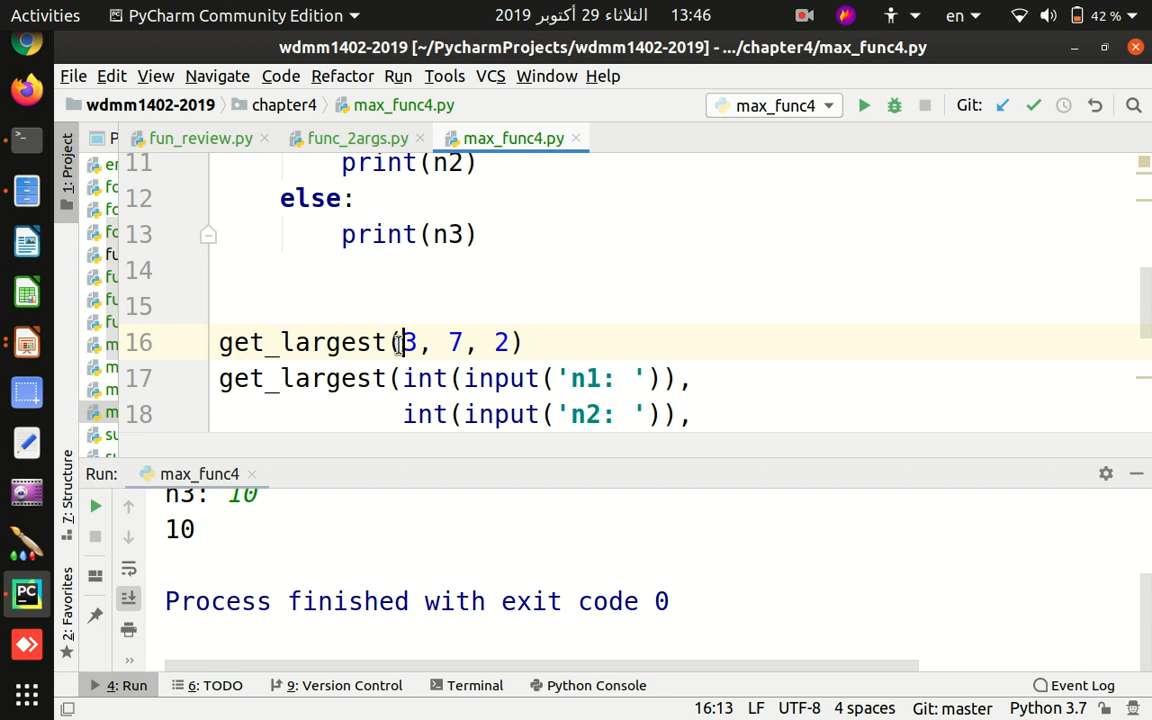 Activities PyCharm Community Edition الثلاثاء 29 أكتوبر 2019 13:46 en 42 %
wdmm1402-2019 [~/PycharmProjects/wdmm1402-2019] - .../chapter4/max_func4.py
File Edit View Navigate Code Refactor Run Tools VCS Window Help
wdmm1402-2019 chapter4 max_func4.py max_func4 Git:
1: Project
P fun_review.py func_2args.py max_func4.py
11 print(n2)
12 else:
13 print(n3)
14
15
16 get_largest(3, 7, 2)
17 get_largest(int(input('n1: ')),
18 int(input('n2: ')),
7: Structure
2: Favorites
Run: max_func4
n3: 10
10
Process finished with exit code 0
4: Run 6: TODO 9: Version Control Terminal Python Console Event Log
16:13 LF UTF-8 4 spaces Git: master Python 3.7